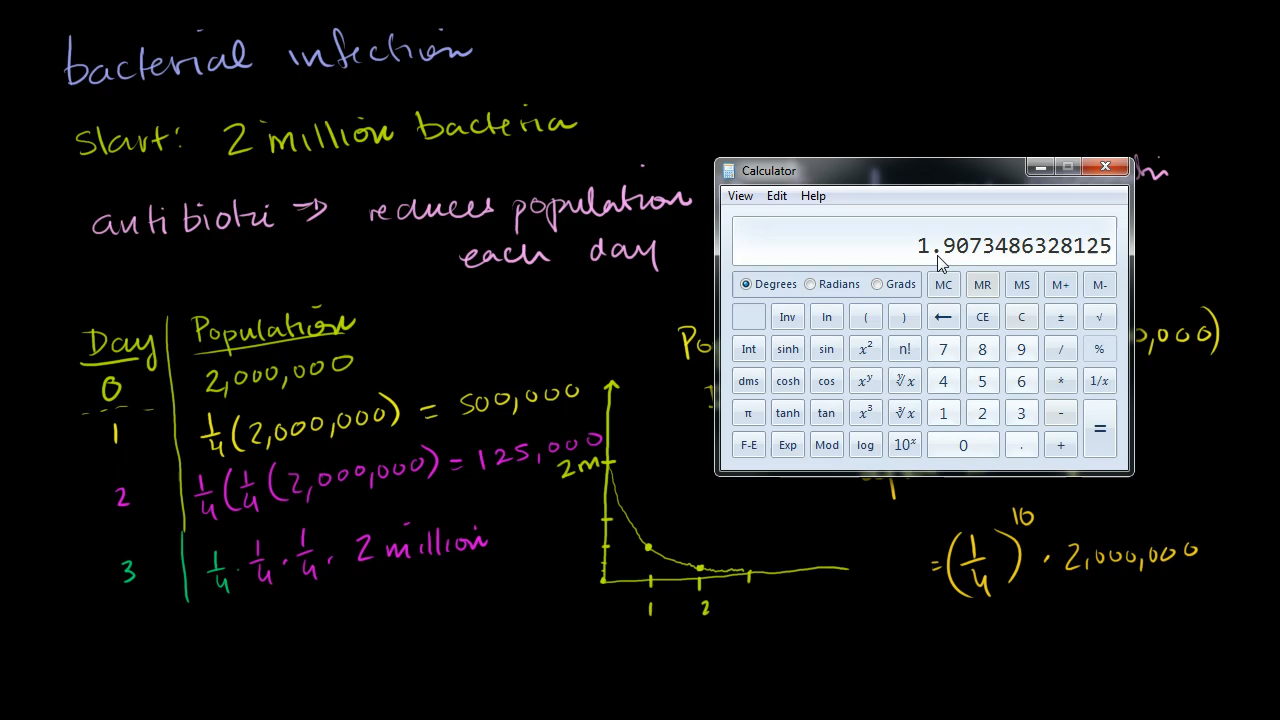 bacterial infection
start: 2 million bacteria
antibiotic ⇒ reduces population
each day
Day | Population
0 | 2,000,000
1 | 1/4(2,000,000) = 500,000
2 | 1/4(1/4(2,000,000) = 125,000
3 | 1/4 · 1/4 · 1/4 · 2 million
2m
1 2
,000)
= (1/4)^10 · 2,000,000
Calculator
View Edit Help
1.9073486328125
Degrees Radians Grads MC MR MS M+ M-
Inv ln ( ) ← CE C ± √
Int sinh sin x² n! 7 8 9 / %
dms cosh cos xʸ ʸ√x 4 5 6 * 1/x
π tanh tan x³ ³√x 1 2 3 - =
F-E Exp Mod log 10ˣ 0 . +